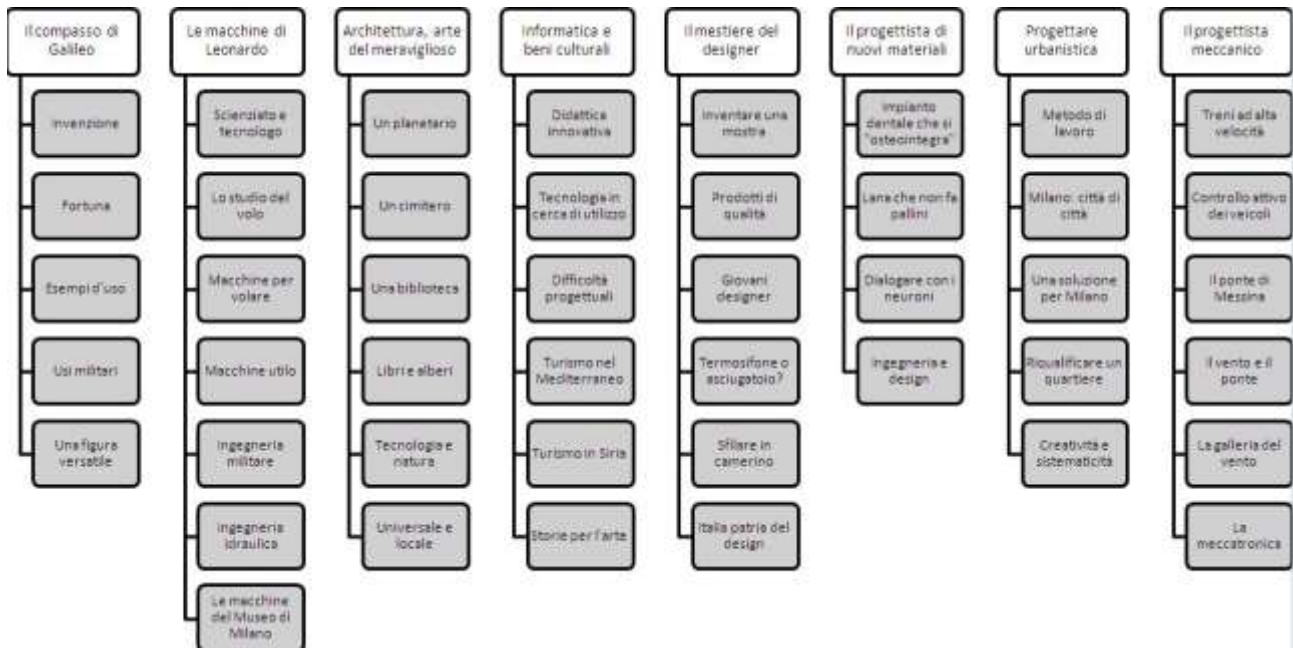 Il compasso di
Galileo
Invenzione
Fortuna
Esempi d'uso
Usi militari
Una figura
versatile
Le macchine di
Leonardo
Scienziato e
tecnologo
Lo studio del
volo
Macchine per
volare
Macchine utilo
Ingegneria
militare
Ingegneria
idraulica
Le macchine
del Museo di
Milano
Architettura, arte
del meraviglioso
Un planetario
Un cimitero
Una biblioteca
Libri e alberi
Tecnologia e
natura
Universale e
locale
Informatica e
beni culturali
Didattica
innovativa
Tecnologia in
cerca di utilizzo
Difficoltà
progettuali
Turismo nel
Mediterraneo
Turismo in Siria
Storie per l'arte
Il mestiere del
designer
Inventare una
mostra
Prodotti di
qualità
Giovani
designer
Termosifone o
asciugatoio?
Sfilare in
camerino
Italia patria del
design
Il progettista di
nuovi materiali
Impianto
dentale che si
"osteointegra"
Lana che non fa
pallini
Dialogare con i
neuroni
Ingegneria e
design
Progettare
urbanistica
Metodo di
lavoro
Milano: città di
città
Una soluzione
per Milano
Riqualificare un
quartiere
Creatività e
sistematicità
Il progettista
meccanico
Treni ad alta
velocità
Controllo attivo
dei veicoli
Il ponte di
Messina
Il vento e il
ponte
La galleria del
vento
La
meccatronica